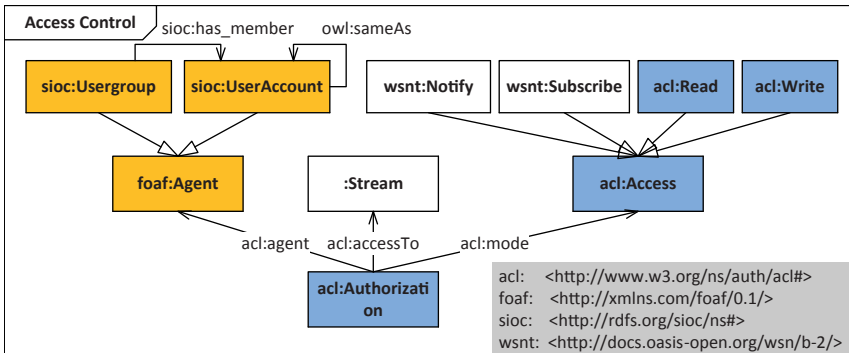 Access Control
sioc:has_member
owl:sameAs
sioc:Usergroup
sioc:UserAccount
wsnt:Notify
wsnt:Subscribe
acl:Read
acl:Write
foaf:Agent
:Stream
acl:Access
acl:agent
acl:accessTo
acl:mode
acl:Authorizati
on
acl: <http://www.w3.org/ns/auth/acl#>
foaf: <http://xmlns.com/foaf/0.1/>
sioc: <http://rdfs.org/sioc/ns#>
wsnt: <http://docs.oasis-open.org/wsn/b-2/>